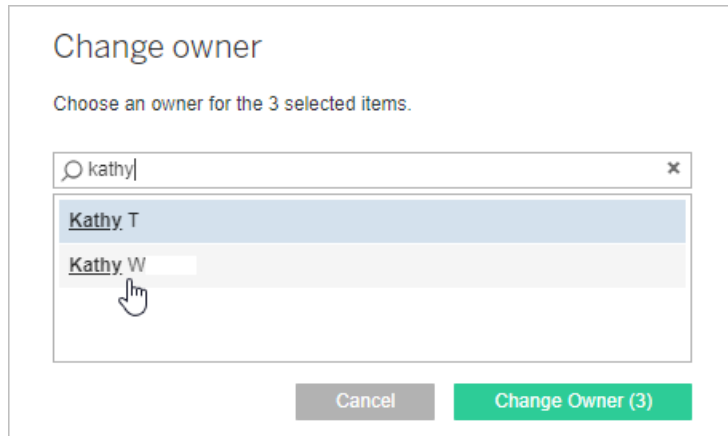 Change owner
Choose an owner for the 3 selected items.
kathy
Kathy T
Kathy W
Cancel Change Owner (3)